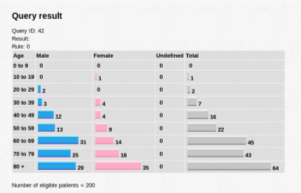 Query result
Query ID: 42
Result:
Rule: 0
Age Male Female Undefined Total
0 to 9 0 0 0 0
10 to 19 0 1 0 1
20 to 29 2 0 0 2
30 to 39 3 4 0 7
40 to 49 12 4 0 16
50 to 59 13 9 0 22
60 to 69 31 14 0 45
70 to 79 25 18 0 43
80 + 29 35 0 64
Number of eligible patients = 200